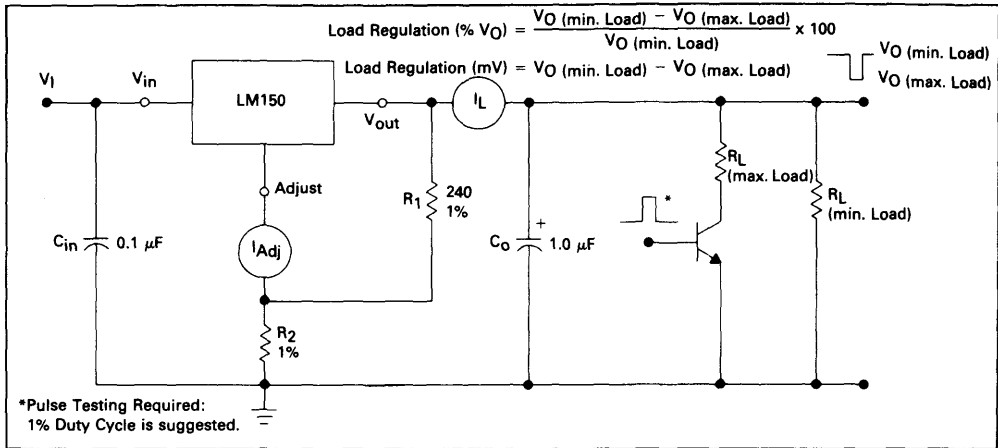 Load Regulation (% VO) = VO (min. Load) − VO (max. Load) / VO (min. Load) x 100
Load Regulation (mV) = VO (min. Load) − VO (max. Load)
VO (min. Load)
VO (max. Load)
VI
Vin
LM150
Vout
IL
Adjust
R1
240
1%
RL
(max. Load)
RL
(min. Load)
*
Cin
0.1 µF
IAdj
CO
+
1.0 µF
R2
1%
*Pulse Testing Required:
1% Duty Cycle is suggested.